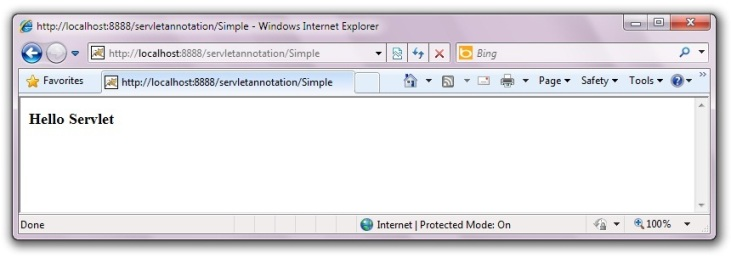 http://localhost:8888/servletannotation/Simple - Windows Internet Explorer
http://localhost:8888/servletannotation/Simple
Bing
Favorites
http://localhost:8888/servletannotation/Simple
Page
Safety
Tools
Hello Servlet
Done
Internet | Protected Mode: On
100%